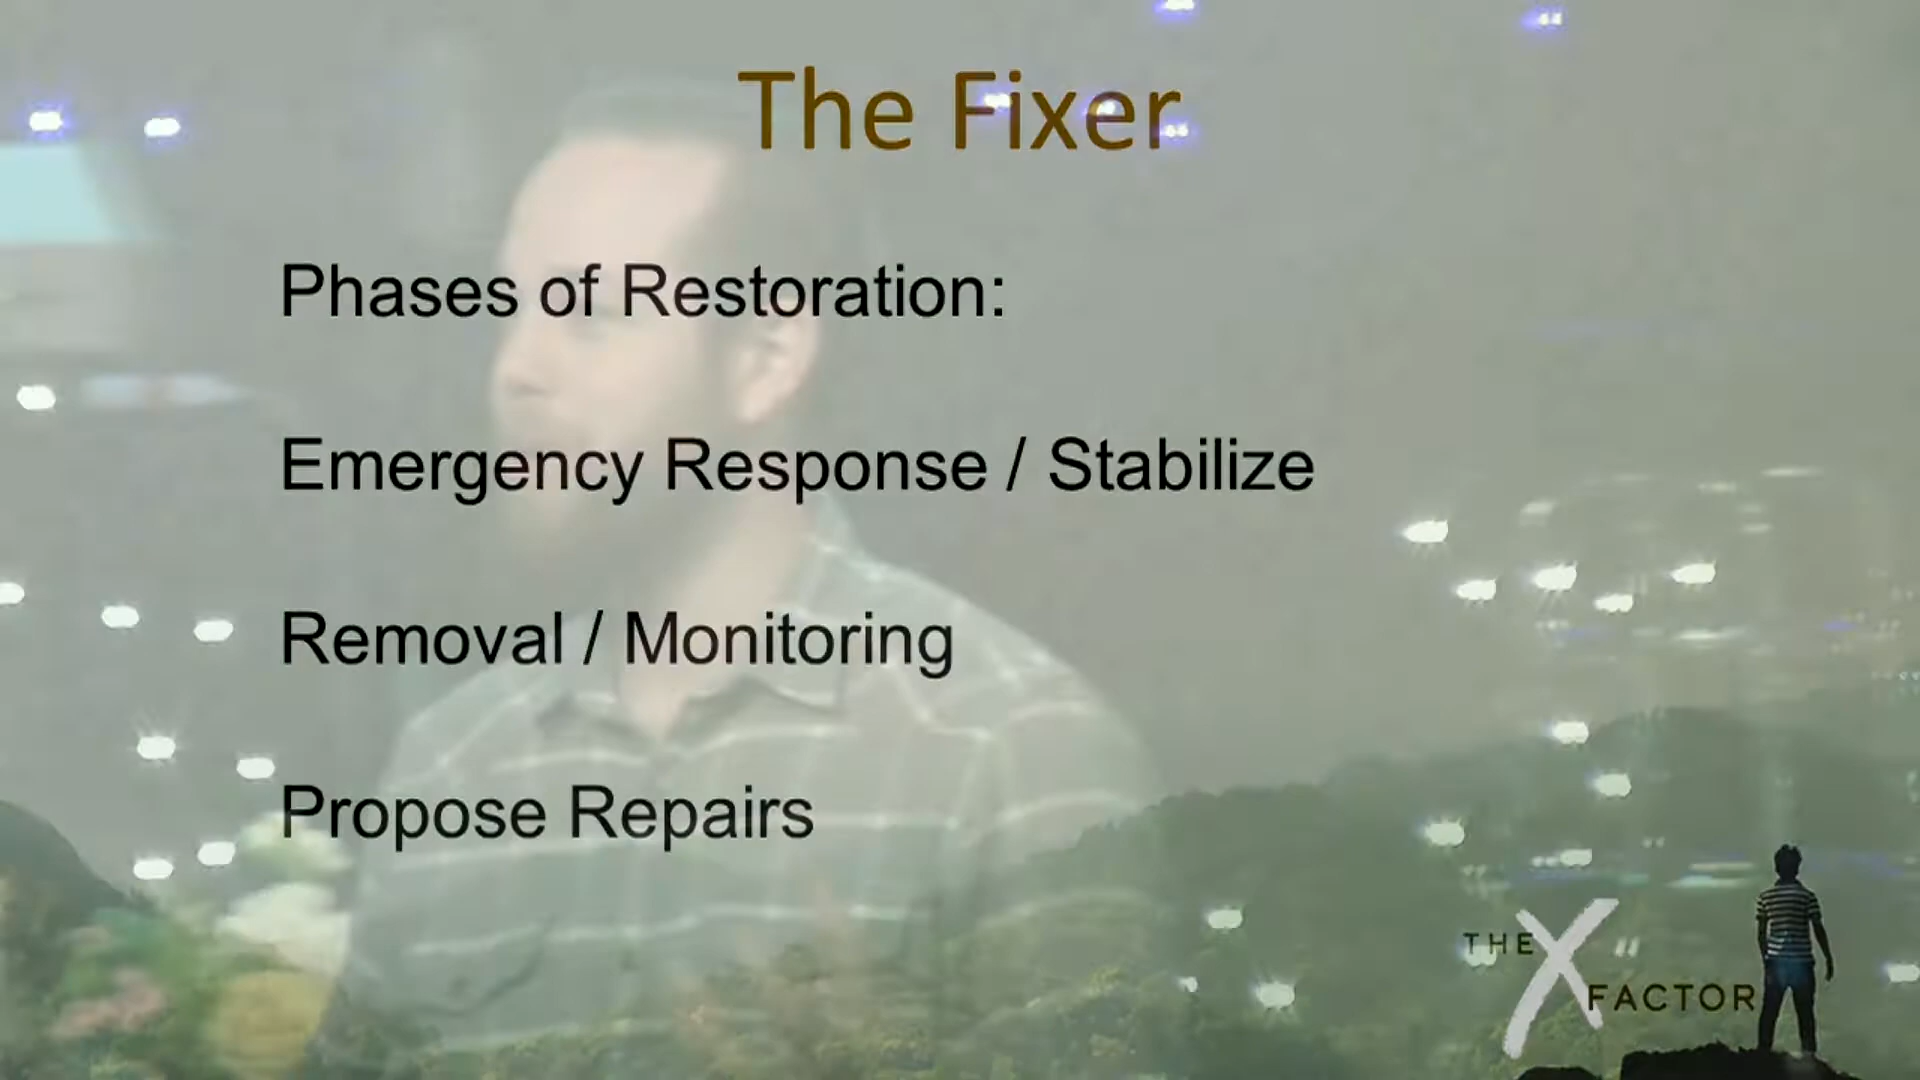 The Fixer
Phases of Restoration:
Emergency Response / Stabilize
Removal / Monitoring
Propose Repairs
THE X FACTOR